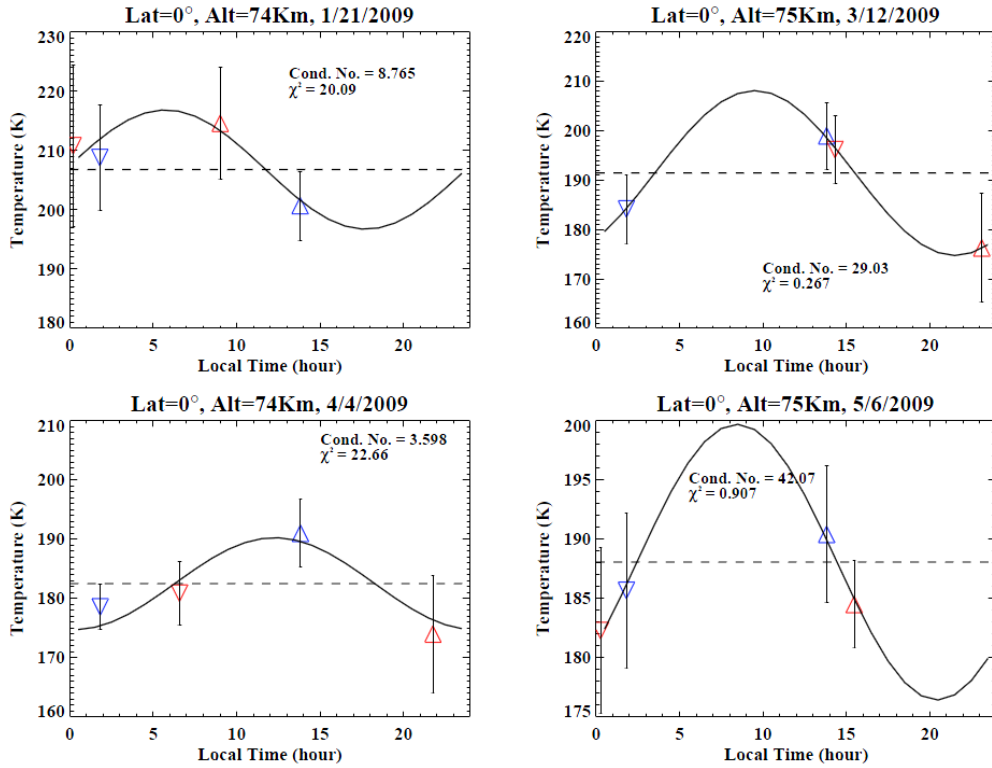 Lat=0°, Alt=74Km, 1/21/2009
230
220
210
200
190
180
Temperature (K)
Cond. No. = 8.765
χ² = 20.09
0 5 10 15 20
Local Time (hour)
Lat=0°, Alt=75Km, 3/12/2009
220
210
200
190
180
170
160
Temperature (K)
Cond. No. = 29.03
χ² = 0.267
0 5 10 15 20
Local Time (hour)
Lat=0°, Alt=74Km, 4/4/2009
210
200
190
180
170
160
Temperature (K)
Cond. No. = 3.598
χ² = 22.66
0 5 10 15 20
Local Time (hour)
Lat=0°, Alt=75Km, 5/6/2009
200
195
190
185
180
175
Temperature (K)
Cond. No. = 42.07
χ² = 0.907
0 5 10 15 20
Local Time (hour)